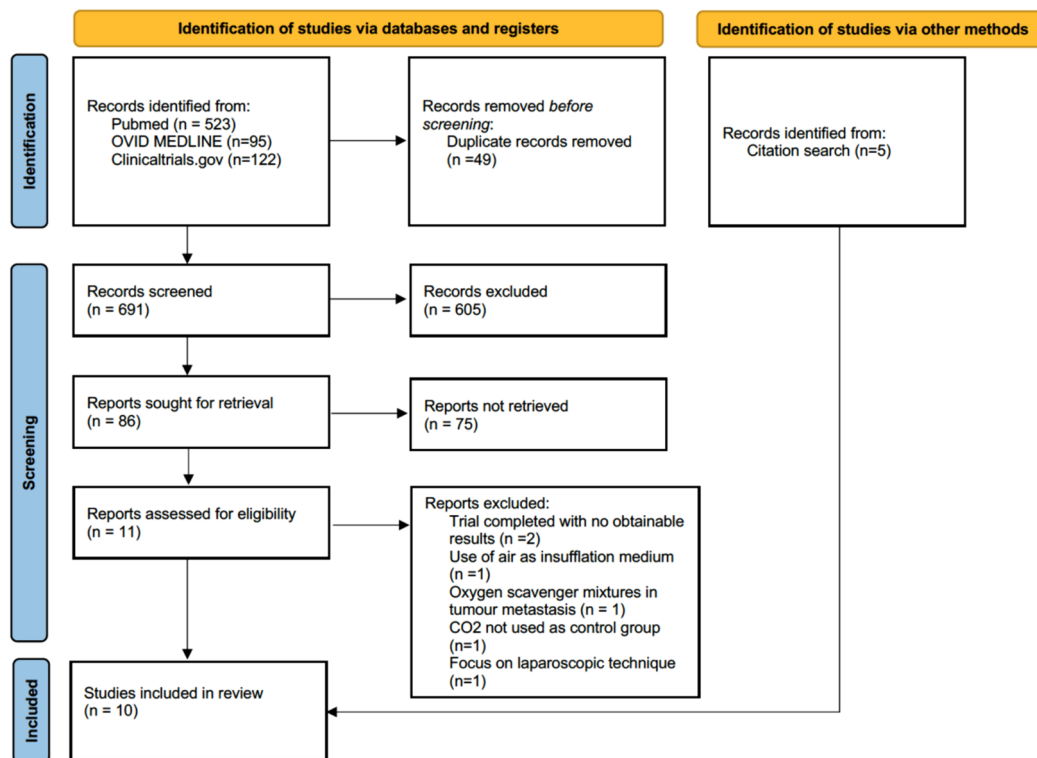 Identification of studies via databases and registers
Identification of studies via other methods
Identification
Records identified from:
Pubmed (n = 523)
OVID MEDLINE (n=95)
Clinicaltrials.gov (n=122)
Records removed before
screening:
Duplicate records removed
(n =49)
Records identified from:
Citation search (n=5)
Screening
Records screened
(n = 691)
Records excluded
(n = 605)
Reports sought for retrieval
(n = 86)
Reports not retrieved
(n = 75)
Reports assessed for eligibility
(n = 11)
Reports excluded:
Trial completed with no obtainable
results (n =2)
Use of air as insufflation medium
(n =1)
Oxygen scavenger mixtures in
tumour metastasis (n = 1)
CO2 not used as control group
(n=1)
Focus on laparoscopic technique
(n=1)
Included
Studies included in review
(n = 10)